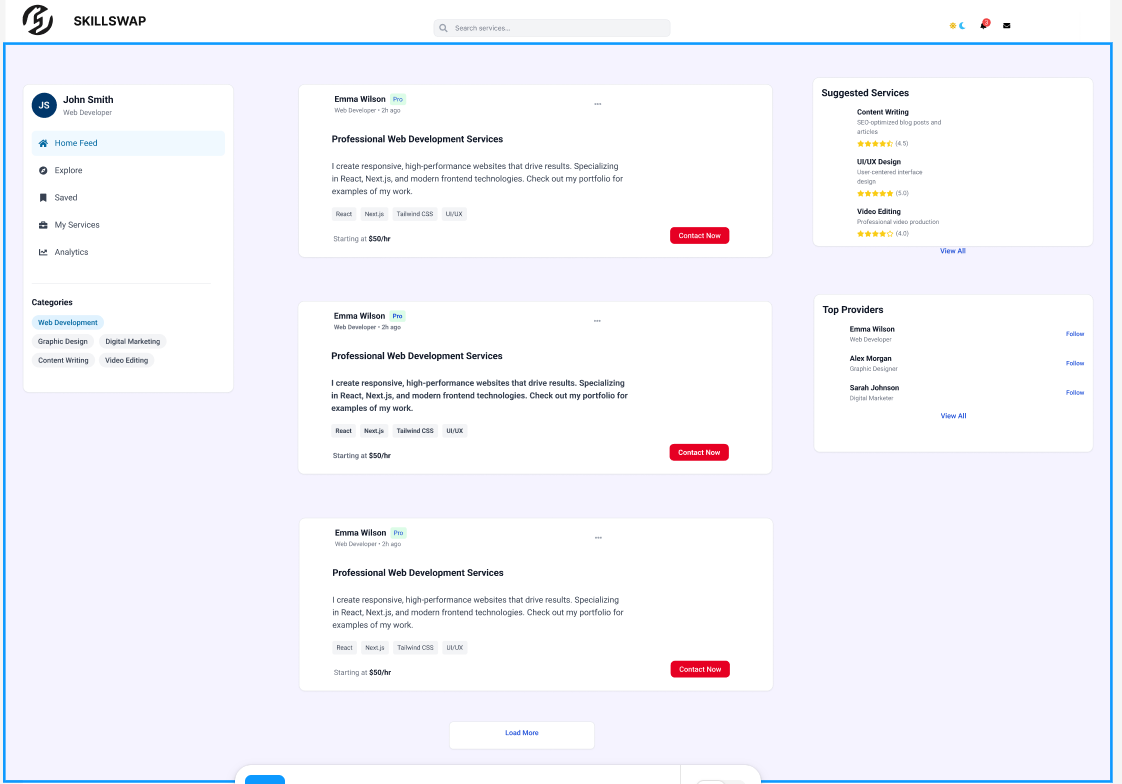 SKILLSWAP
Search services...
3
JS
John Smith
Web Developer
Home Feed
Explore
Saved
My Services
Analytics
Categories
Web Development
Graphic Design Digital Marketing
Content Writing Video Editing
Emma Wilson Pro
Web Developer • 2h ago
...
Professional Web Development Services
I create responsive, high-performance websites that drive results. Specializing
in React, Next.js, and modern frontend technologies. Check out my portfolio for
examples of my work.
React Next.js Tailwind CSS UI/UX
Starting at $50/hr
Contact Now
Emma Wilson Pro
Web Developer • 2h ago
...
Professional Web Development Services
I create responsive, high-performance websites that drive results. Specializing
in React, Next.js, and modern frontend technologies. Check out my portfolio for
examples of my work.
React Next.js Tailwind CSS UI/UX
Starting at $50/hr
Contact Now
Emma Wilson Pro
Web Developer • 2h ago
...
Professional Web Development Services
I create responsive, high-performance websites that drive results. Specializing
in React, Next.js, and modern frontend technologies. Check out my portfolio for
examples of my work.
React Next.js Tailwind CSS UI/UX
Starting at $50/hr
Contact Now
Load More
Suggested Services
Content Writing
SEO-optimized blog posts and
articles
(4.5)
UI/UX Design
User-centered interface
design
(5.0)
Video Editing
Professional video production
(4.0)
View All
Top Providers
Emma Wilson
Web Developer
Follow
Alex Morgan
Graphic Designer
Follow
Sarah Johnson
Digital Marketer
Follow
View All